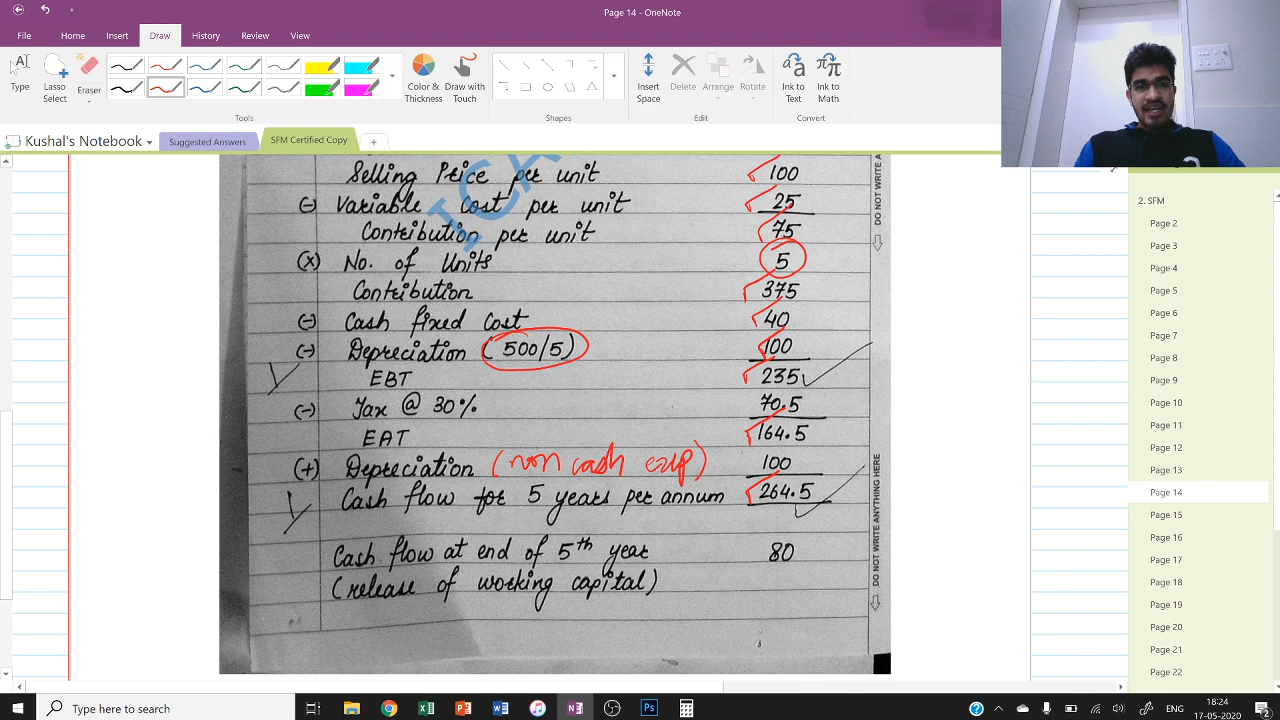 Page 14 - OneNote
File Home Insert Draw History Review View
Type Lasso Select Eraser Color & Thickness Draw with Touch Insert Space Delete Arrange Rotate Ink to Text Ink to Math
Tools Shapes Edit Convert
Kushal's Notebook Suggested Answers SFM Certified Copy +
Selling Price per unit 100
(-) Variable Cost per unit 25
Contribution per unit 75
(x) No. of Units 5
Contribution 375
(-) Cash fixed Cost 40
(-) Depreciation (500/5) 100
EBT 235
(-) Tax @ 30% 70.5
EAT 164.5
(+) Depreciation (non cash exp) 100
Cash flow for 5 years per annum 264.5
Cash flow at end of 5th year 80
(release of working capital)
ICA
DO NOT WRITE A
DO NOT WRITE ANYTHING HERE
2. SFM
Page 2
Page 3
Page 4
Page 5
Page 6
Page 7
Page 8
Page 9
Page 10
Page 11
Page 12
Page 13
Page 14
Page 15
Page 16
Page 17
Page 18
Page 19
Page 20
Page 21
Page 22
Type here to search
18:24
17-05-2020